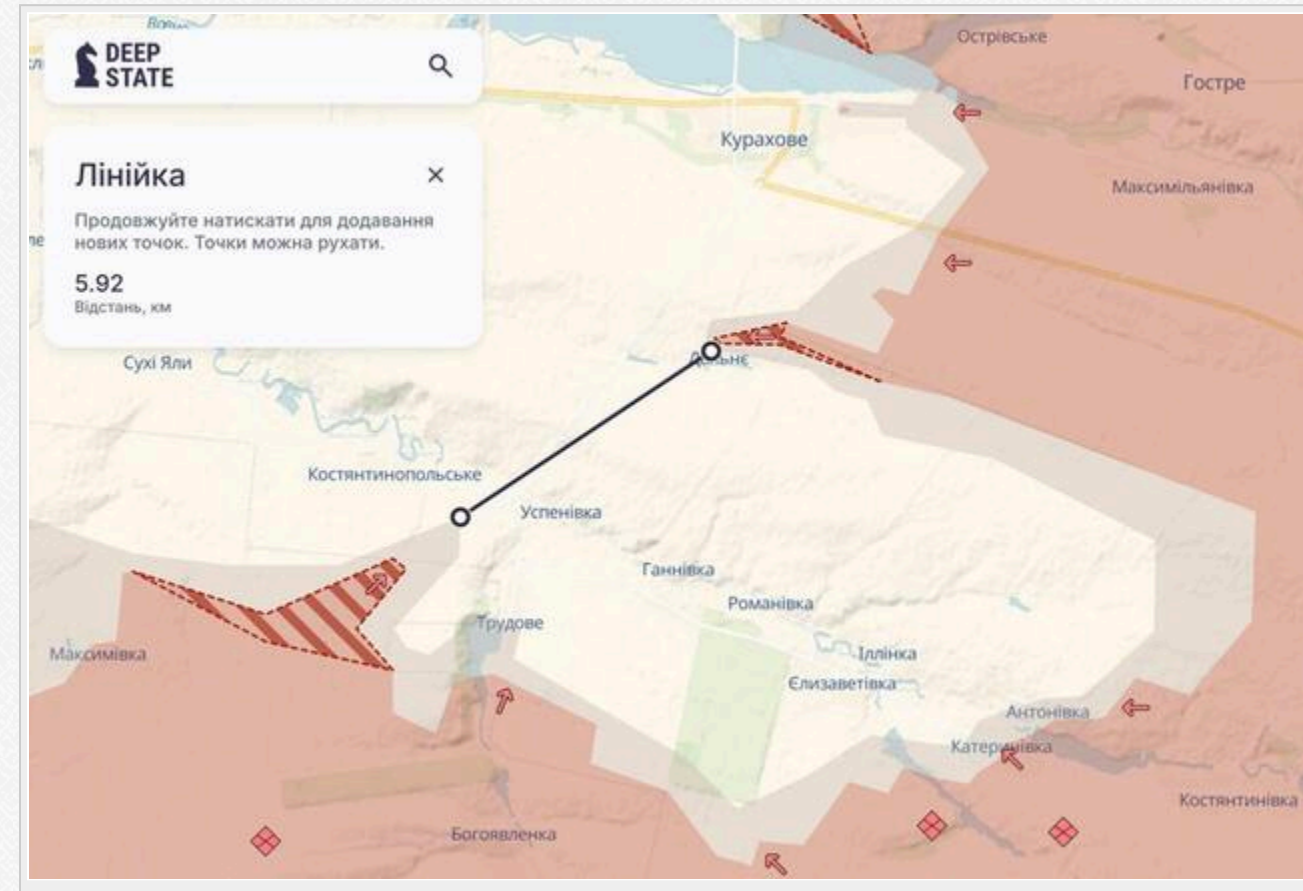 DEEP
STATE
Лінійка
Продовжуйте натискати для додавання
нових точок. Точки можна рухати.
5.92
Відстань, км
Острівське
Гостре
Курахове
Максимільянівка
Сухі Яли
Костянтинопольське
Успенівка
Ганнівка
Романівка
Трудове
Максимівка
Іллінка
Єлизаветівка
Антонівка
Катеринівка
Костянтинівка
Богоявленка